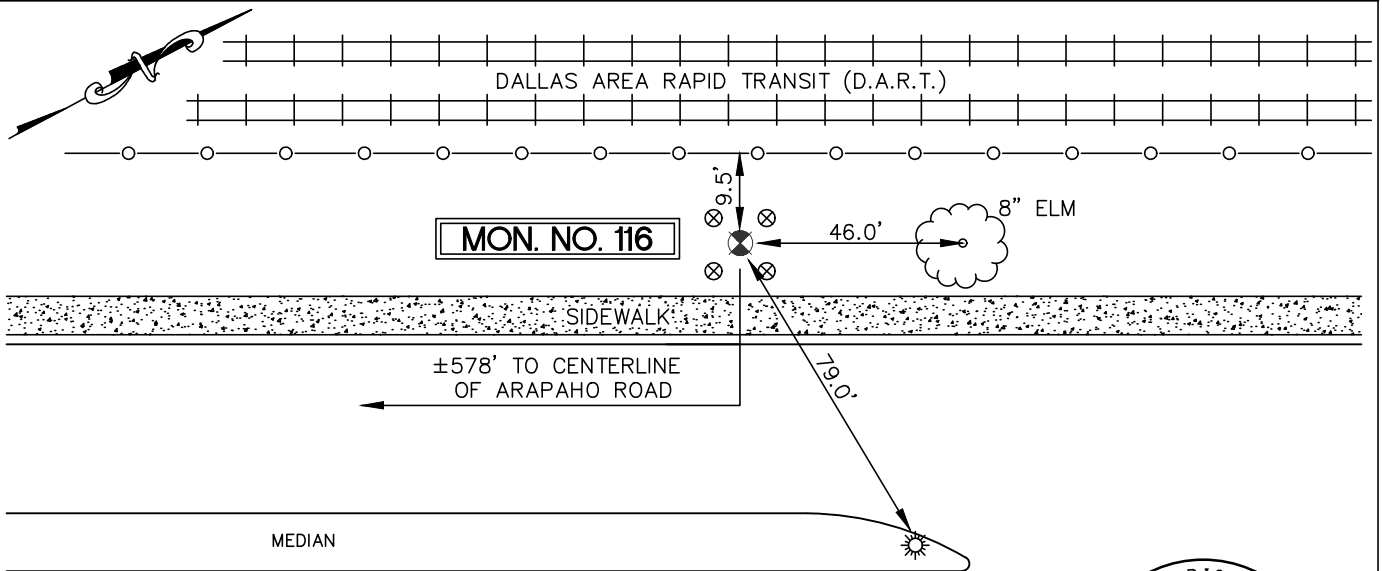 N
DALLAS AREA RAPID TRANSIT (D.A.R.T.)
9.5'
8" ELM
MON. NO. 116
46.0'
SIDEWALK
±578' TO CENTERLINE
OF ARAPAHO ROAD
79.0'
MEDIAN